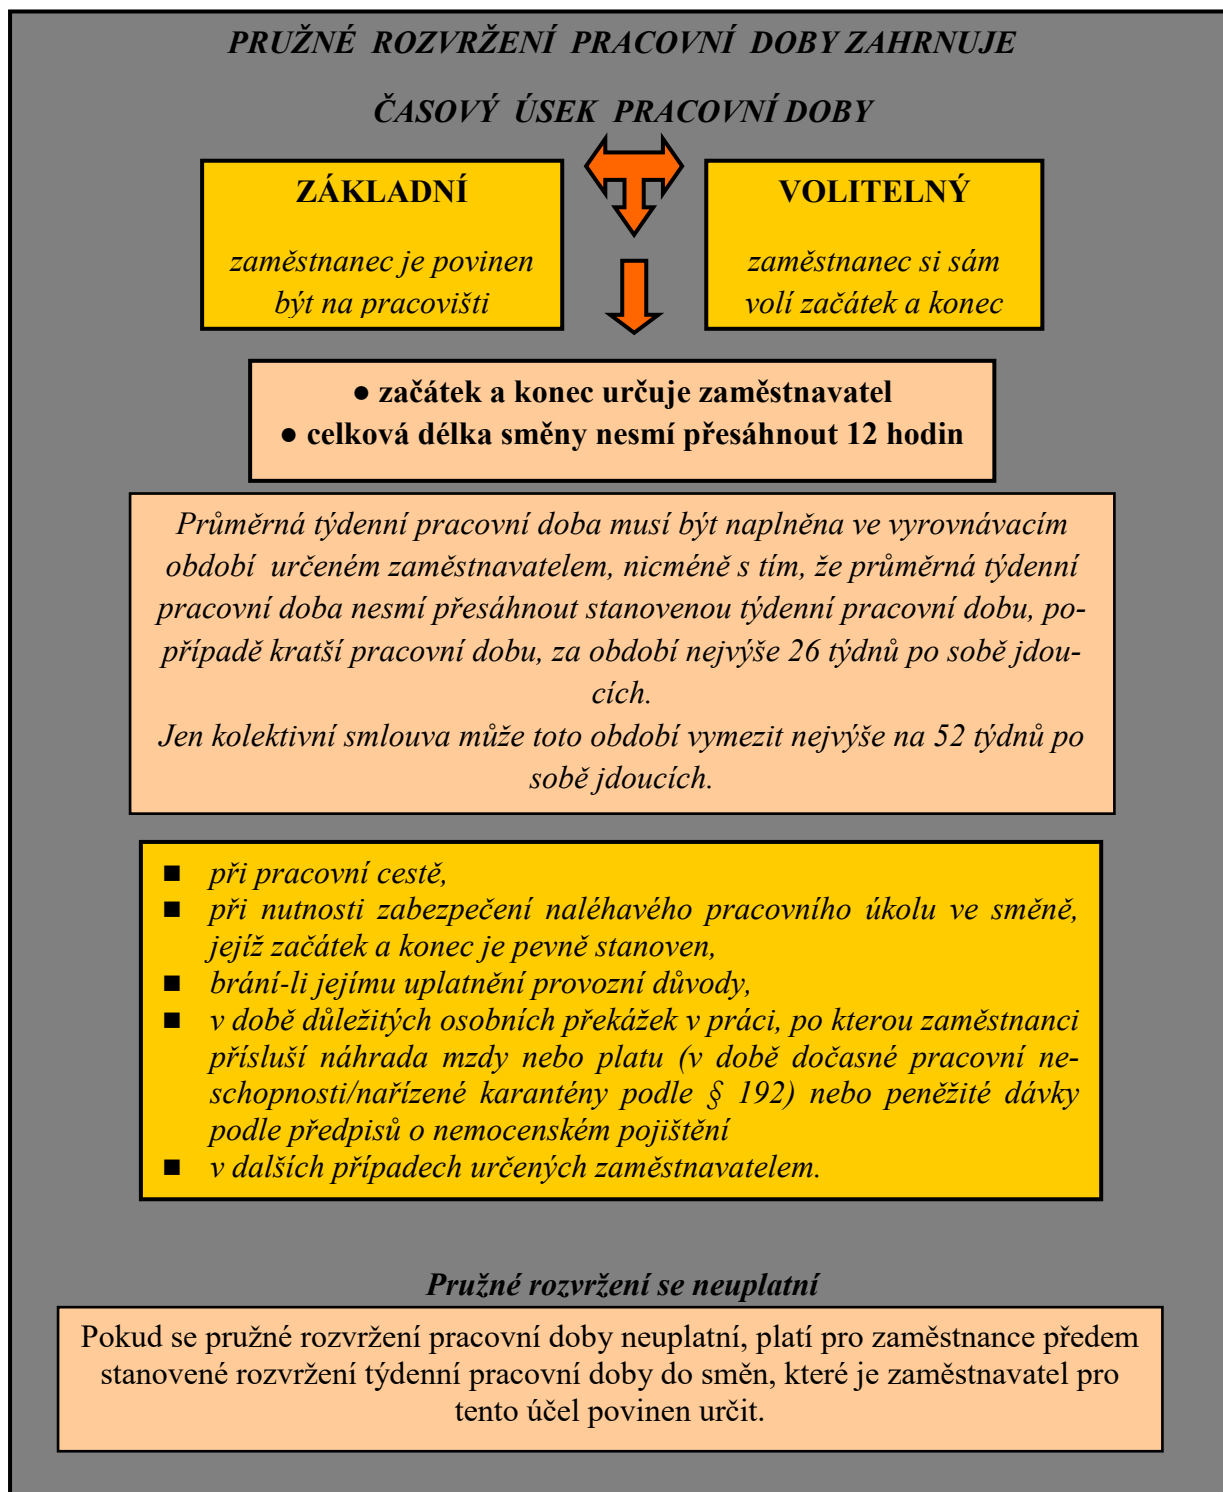 PRUŽNÉ ROZVRŽENÍ PRACOVNÍ DOBY ZAHRNUJE
ČASOVÝ ÚSEK PRACOVNÍ DOBY
ZÁKLADNÍ
zaměstnanec je povinen
být na pracovišti
VOLITELNÝ
zaměstnanec si sám
volí začátek a konec
● začátek a konec určuje zaměstnavatel
● celková délka směny nesmí přesáhnout 12 hodin
Průměrná týdenní pracovní doba musí být naplněna ve vyrovnávacím
období určeném zaměstnavatelem, nicméně s tím, že průměrná týdenní
pracovní doba nesmí přesáhnout stanovenou týdenní pracovní dobu, po-
případě kratší pracovní dobu, za období nejvýše 26 týdnů po sobě jdou-
cích.
Jen kolektivní smlouva může toto období vymezit nejvýše na 52 týdnů po
sobě jdoucích.
■ při pracovní cestě,
■ při nutnosti zabezpečení naléhavého pracovního úkolu ve směně,
jejíž začátek a konec je pevně stanoven,
■ brání-li jejímu uplatnění provozní důvody,
■ v době důležitých osobních překážek v práci, po kterou zaměstnanci
přísluší náhrada mzdy nebo platu (v době dočasné pracovní ne-
schopnosti/nařízené karantény podle § 192) nebo peněžité dávky
podle předpisů o nemocenském pojištění
■ v dalších případech určených zaměstnavatelem.
Pružné rozvržení se neuplatní
Pokud se pružné rozvržení pracovní doby neuplatní, platí pro zaměstnance předem
stanovené rozvržení týdenní pracovní doby do směn, které je zaměstnavatel pro
tento účel povinen určit.